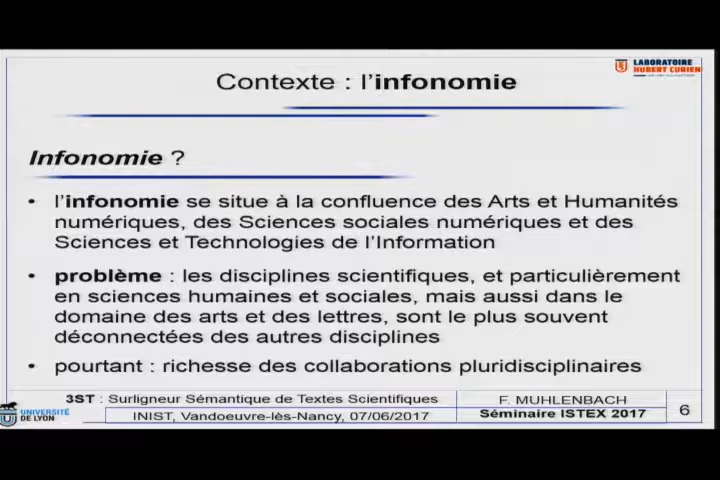 LABORATOIRE
HUBERT CURIEN
Contexte : l'infonomie
Infonomie ?
• l'infonomie se situe à la confluence des Arts et Humanités
numériques, des Sciences sociales numériques et des
Sciences et Technologies de l'Information
• problème : les disciplines scientifiques, et particulièrement
en sciences humaines et sociales, mais aussi dans le
domaine des arts et des lettres, sont le plus souvent
déconnectées des autres disciplines
• pourtant : richesse des collaborations pluridisciplinaires
UNIVERSITÉ
DE LYON
3ST : Surligneur Sémantique de Textes Scientifiques
INIST, Vandoeuvre-lès-Nancy, 07/06/2017
F. MUHLENBACH
Séminaire ISTEX 2017
6